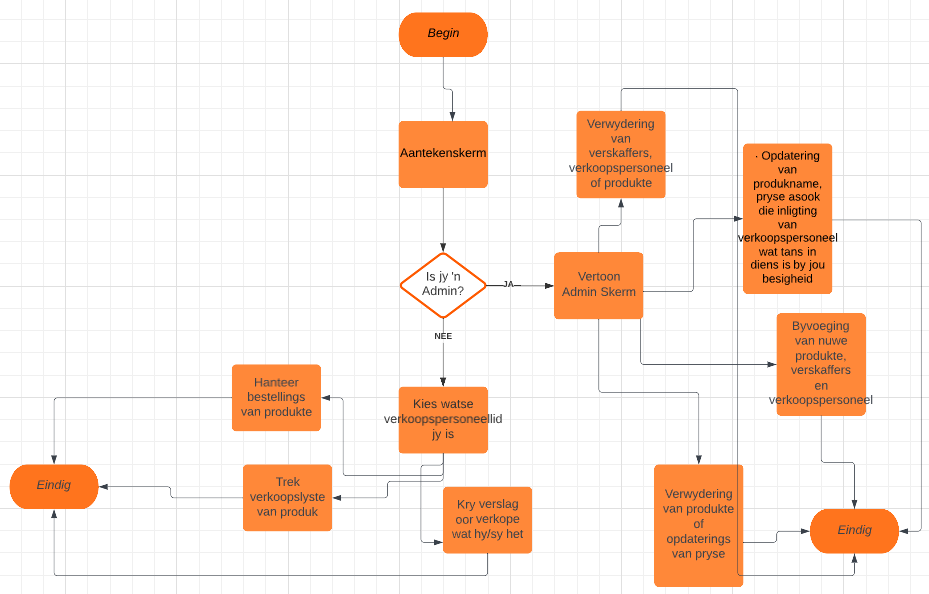 Begin
Aantekenskerm
Is jy 'n
Admin?
JA
NEE
Vertoon
Admin Skerm
Verwydering
van
verskaffers,
verkoopspersoneel
of produkte
· Opdatering
van
produkname,
pryse asook
die inligting
van
verkoopspersoneel
wat tans in
diens is by jou
besigheid
Byvoeging
van nuwe
produkte,
verskaffers
en
verkoopspersoneel
Verwydering
van produkte
of
opdaterings
van pryse
Eindig
Kies watse
verkoopspersoneellid
jy is
Hanteer
bestellings
van produkte
Trek
verkoopslyste
van produk
Kry verslag
oor verkope
wat hy/sy het
Eindig